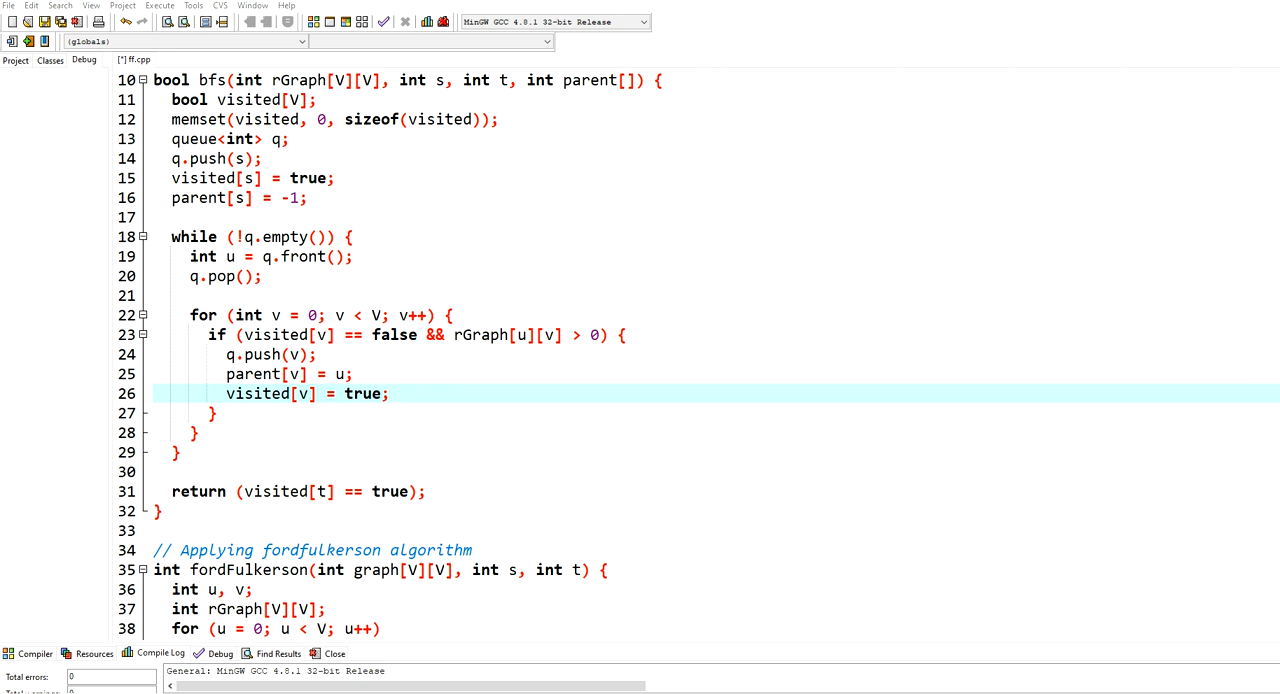 File Edit Search View Project Execute Tools CVS Window Help
MinGW GCC 4.8.1 32-bit Release
(globals)
Project Classes Debug [*] ff.cpp
10 bool bfs(int rGraph[V][V], int s, int t, int parent[]) {
11 bool visited[V];
12 memset(visited, 0, sizeof(visited));
13 queue<int> q;
14 q.push(s);
15 visited[s] = true;
16 parent[s] = -1;
17
18 while (!q.empty()) {
19 int u = q.front();
20 q.pop();
21
22 for (int v = 0; v < V; v++) {
23 if (visited[v] == false && rGraph[u][v] > 0) {
24 q.push(v);
25 parent[v] = u;
26 visited[v] = true;
27 }
28 }
29 }
30
31 return (visited[t] == true);
32 }
33
34 // Applying fordfulkerson algorithm
35 int fordFulkerson(int graph[V][V], int s, int t) {
36 int u, v;
37 int rGraph[V][V];
38 for (u = 0; u < V; u++)
Compiler Resources Compile Log Debug Find Results Close
Total errors: 0
General: MinGW GCC 4.8.1 32-bit Release